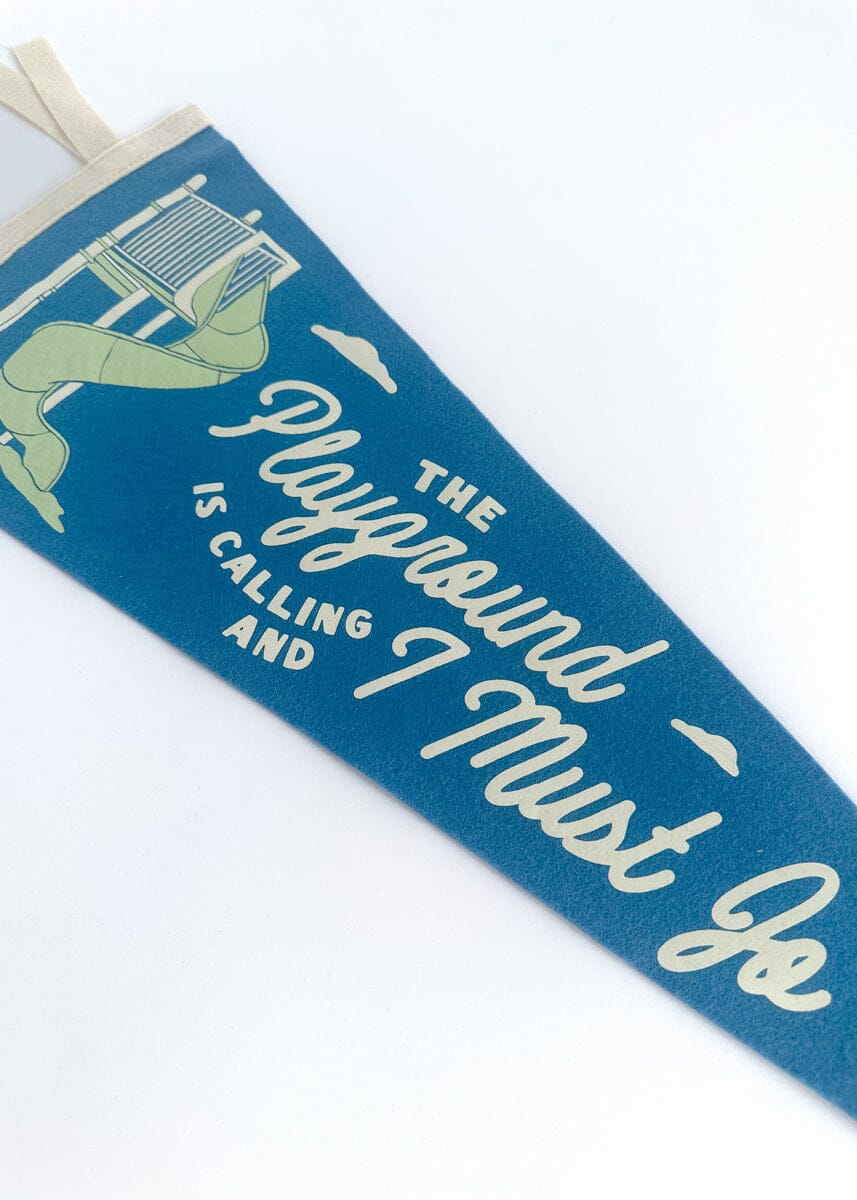 THE
Playground
IS CALLING
AND I
Must Go